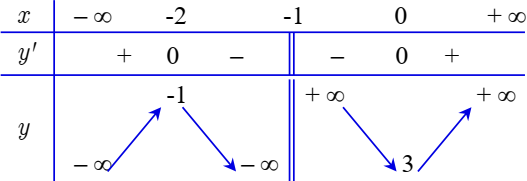 x – ∞ -2 -1 0 + ∞
y' + 0 – – 0 +
-1 + ∞ + ∞
y
– ∞ – ∞ 3